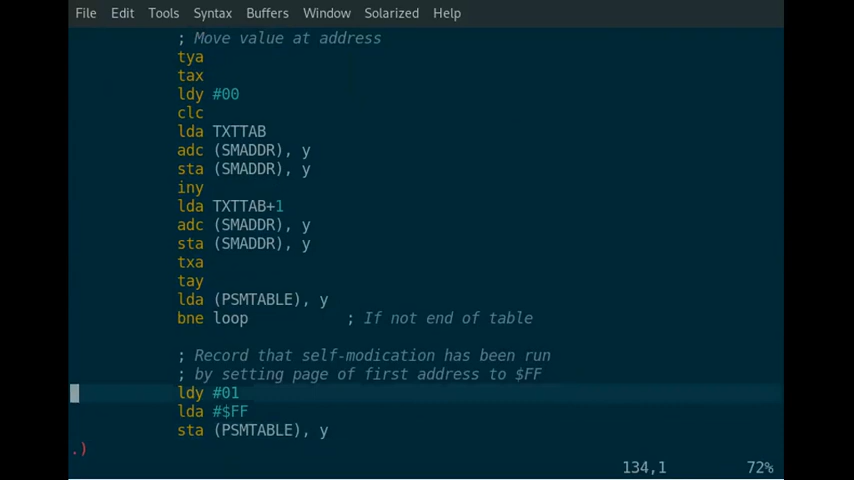 File Edit Tools Syntax Buffers Window Solarized Help
; Move value at address
tya
tax
ldy #00
clc
lda TXTTAB
adc (SMADDR), y
sta (SMADDR), y
iny
lda TXTTAB+1
adc (SMADDR), y
sta (SMADDR), y
txa
tay
lda (PSMTABLE), y
bne loop ; If not end of table
; Record that self-modication has been run
; by setting page of first address to $FF
ldy #01
lda #$FF
sta (PSMTABLE), y
.)
134,1 72%